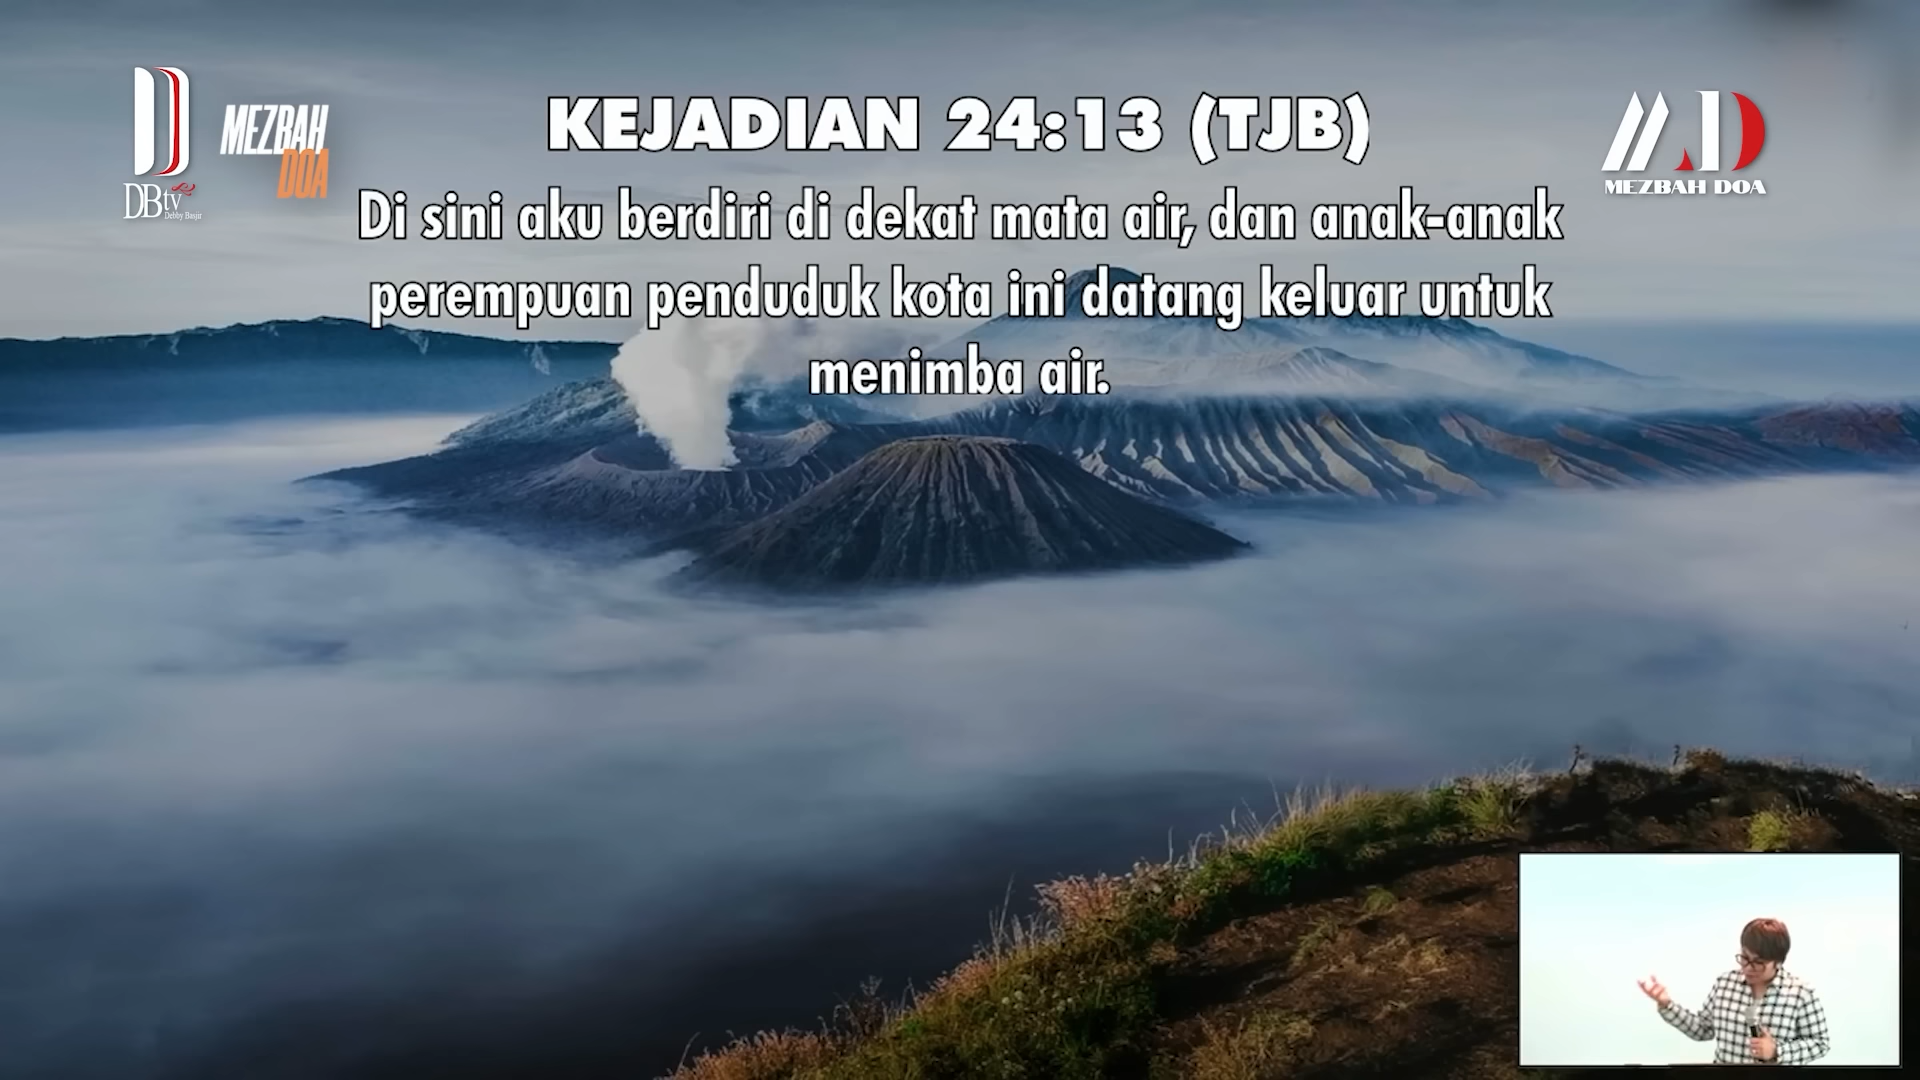 KEJADIAN 24:13 (TJB)
Di sini aku berdiri di dekat mata air, dan anak-anak
perempuan penduduk kota ini datang keluar untuk
menimba air.
DBtv
Debby Basjir
MEZBAH
DOA
MD
MEZBAH DOA